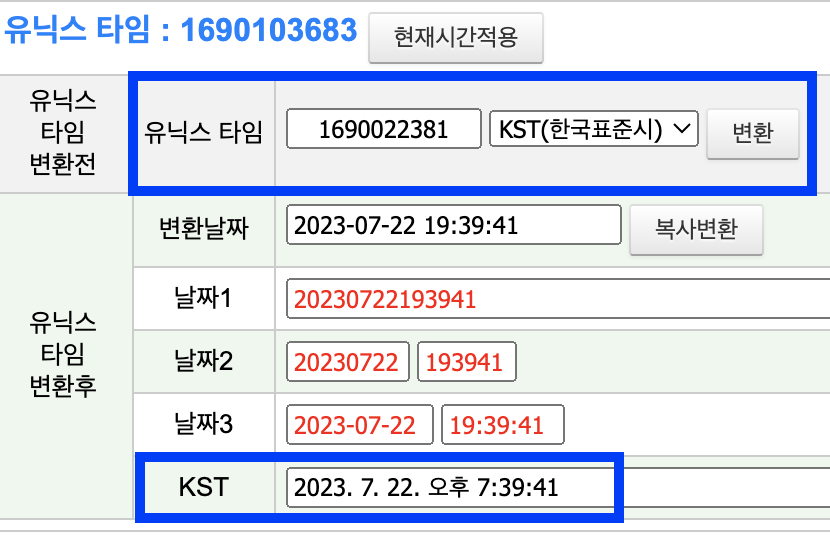 유닉스 타임 : 1690103683 현재시간적용
유닉스
타임
변환전
유닉스 타임 1690022381 KST(한국표준시) 변환
유닉스
타임
변환후
변환날짜 2023-07-22 19:39:41 복사변환
날짜1 20230722193941
날짜2 20230722 193941
날짜3 2023-07-22 19:39:41
KST 2023. 7. 22. 오후 7:39:41